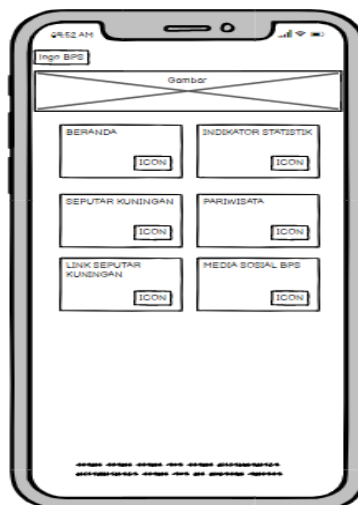 09:52 AM
logo BPS
Gambar
BERANDA
ICON
INDIKATOR STATISTIK
ICON
SEPUTAR KUNINGAN
ICON
PARIWISATA
ICON
LINK SEPUTAR
KUNINGAN
ICON
MEDIA SOSIAL BPS
ICON